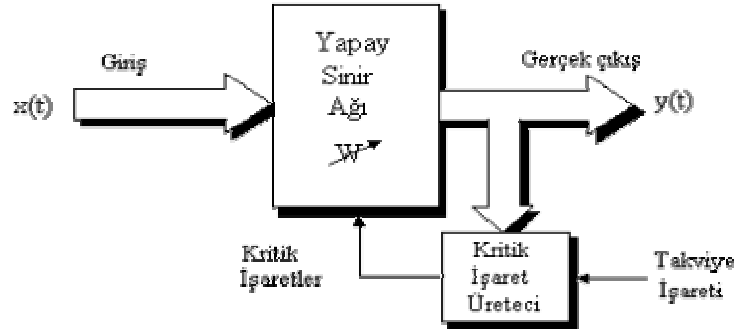 Giriş
x(t)
Yapay
Sinir
Ağı
W
Gerçek çıkış
y(t)
Kritik
İşaretler
Kritik
İşaret
Üreteci
Takviye
İşareti